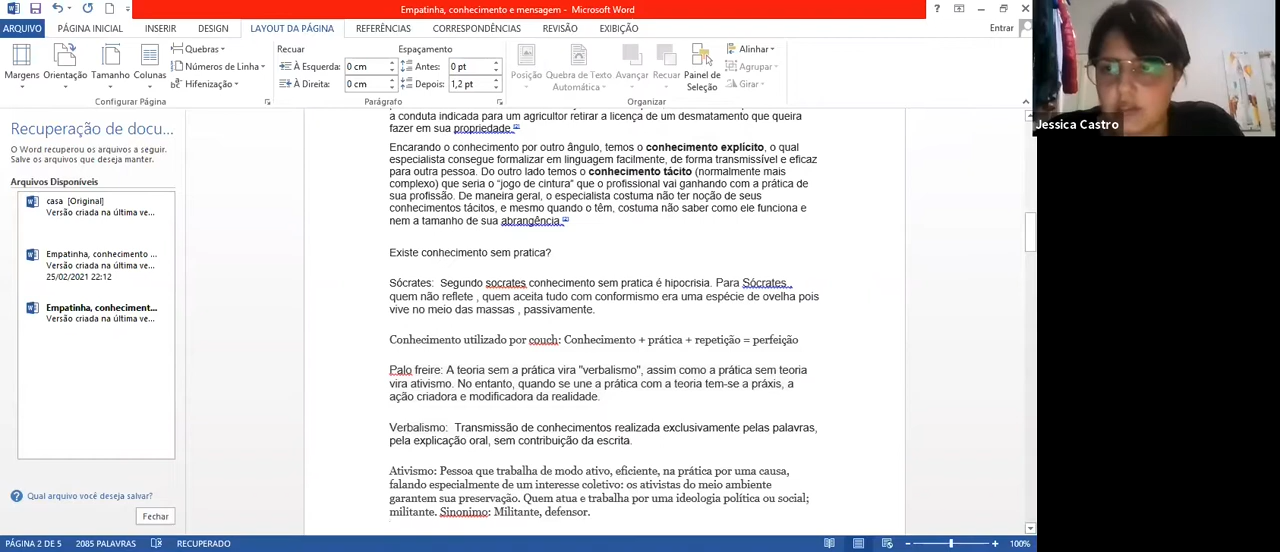 Empatinha, conhecimento e mensagem - Microsoft Word
ARQUIVO PÁGINA INICIAL INSERIR DESIGN LAYOUT DA PÁGINA REFERÊNCIAS CORRESPONDÊNCIAS REVISÃO EXIBIÇÃO Entrar
Margens Orientação Tamanho Colunas
Quebras
Números de Linha
Hifenização
Configurar Página
Recuar Espaçamento
À Esquerda: 0 cm Antes: 0 pt
À Direita: 0 cm Depois: 1,2 pt
Parágrafo
Posição Quebra de Texto Automática Avançar Recuar Painel de Seleção
Alinhar
Agrupar
Girar
Organizar
Jessica Castro
Recuperação de docu...
O Word recuperou os arquivos a seguir.
Salve os arquivos que deseja manter.
Arquivos Disponíveis
casa [Original]
Versão criada na última ve...
Empatinha, conhecimento ...
Versão criada na última ve...
25/02/2021 22:12
Empatinha, conheciment...
Versão criada na última ve...
Qual arquivo você deseja salvar?
Fechar
a conduta indicada para um agricultor retirar a licença de um desmatamento que queira
fazer em sua propriedade.
Encarando o conhecimento por outro ângulo, temos o conhecimento explícito, o qual
especialista consegue formalizar em linguagem facilmente, de forma transmissível e eficaz
para outra pessoa. Do outro lado temos o conhecimento tácito (normalmente mais
complexo) que seria o "jogo de cintura" que o profissional vai ganhando com a prática de
sua profissão. De maneira geral, o especialista costuma não ter noção de seus
conhecimentos tácitos, e mesmo quando o têm, costuma não saber como ele funciona e
nem a tamanho de sua abrangência.
Existe conhecimento sem pratica?
Sócrates: Segundo socrates conhecimento sem pratica é hipocrisia. Para Sócrates ,
quem não reflete , quem aceita tudo com conformismo era uma espécie de ovelha pois
vive no meio das massas , passivamente.
Conhecimento utilizado por couch: Conhecimento + prática + repetição = perfeição
Palo freire: A teoria sem a prática vira "verbalismo", assim como a prática sem teoria
vira ativismo. No entanto, quando se une a prática com a teoria tem-se a práxis, a
ação criadora e modificadora da realidade.
Verbalismo: Transmissão de conhecimentos realizada exclusivamente pelas palavras,
pela explicação oral, sem contribuição da escrita.
Ativismo: Pessoa que trabalha de modo ativo, eficiente, na prática por uma causa,
falando especialmente de um interesse coletivo: os ativistas do meio ambiente
garantem sua preservação. Quem atua e trabalha por uma ideologia política ou social;
militante. Sinonimo: Militante, defensor.
PÁGINA 2 DE 5 2085 PALAVRAS RECUPERADO 100%